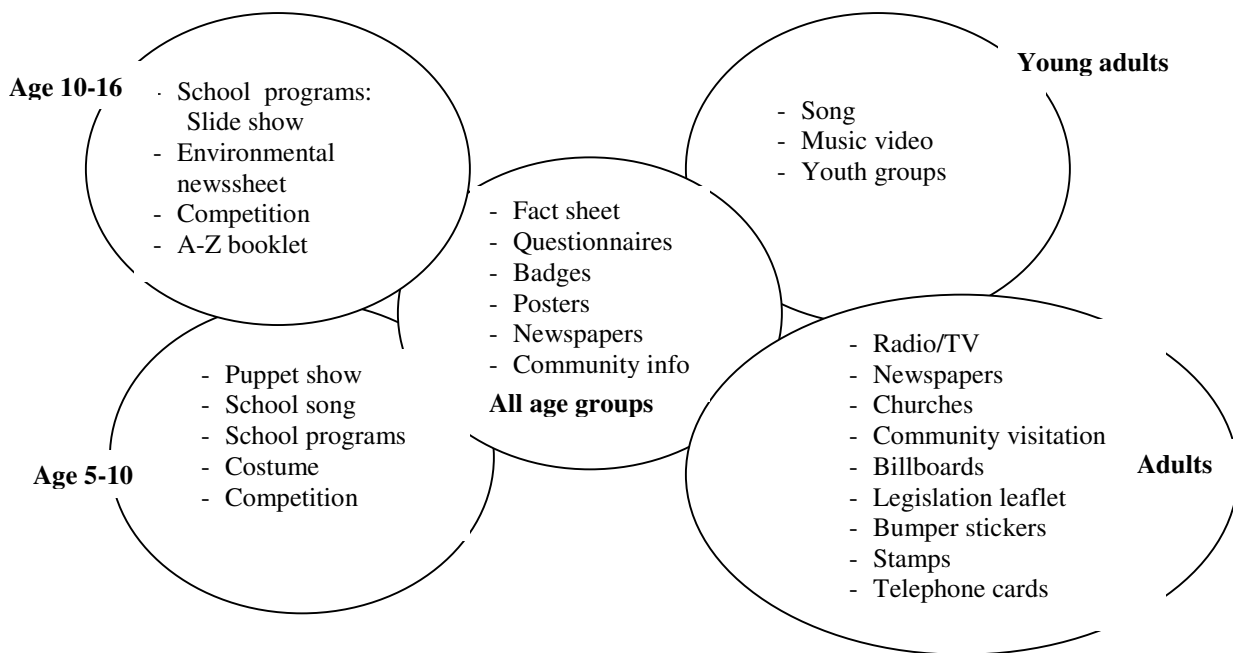 Age 10-16
- School programs:
Slide show
- Environmental
newssheet
- Competition
- A-Z booklet
Young adults
- Song
- Music video
- Youth groups
- Fact sheet
- Questionnaires
- Badges
- Posters
- Newspapers
- Community info
All age groups
Age 5-10
- Puppet show
- School song
- School programs
- Costume
- Competition
- Radio/TV
- Newspapers
- Churches
- Community visitation
- Billboards
- Legislation leaflet
- Bumper stickers
- Stamps
- Telephone cards
Adults